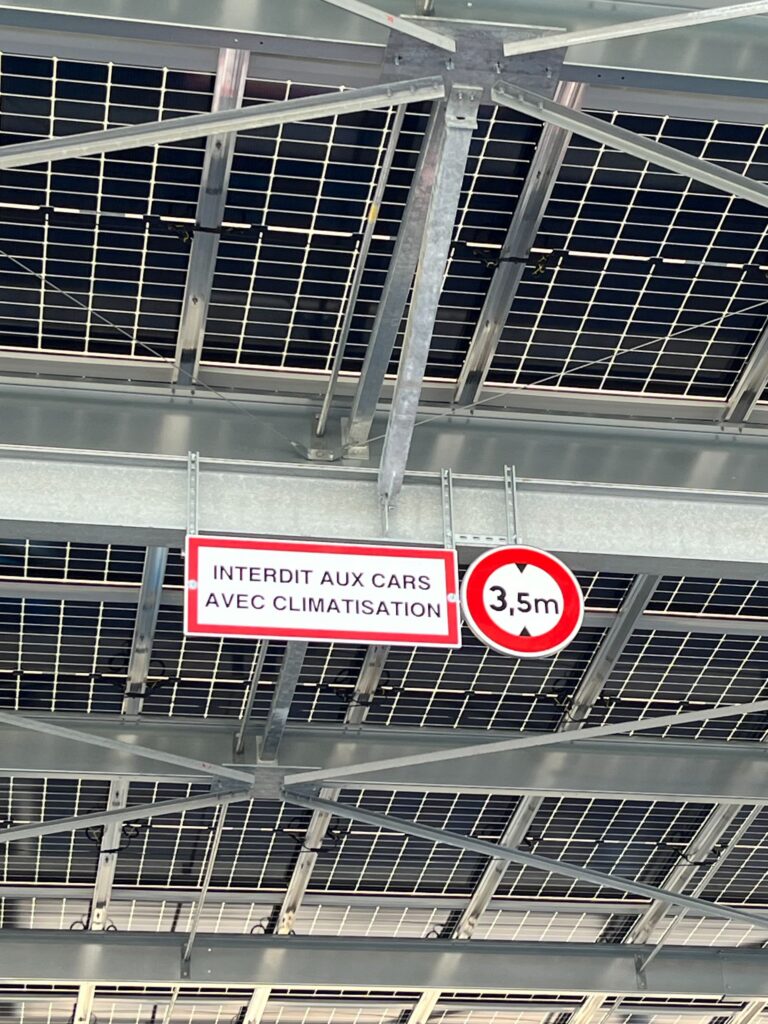 INTERDIT AUX CARS
AVEC CLIMATISATION
3,5m